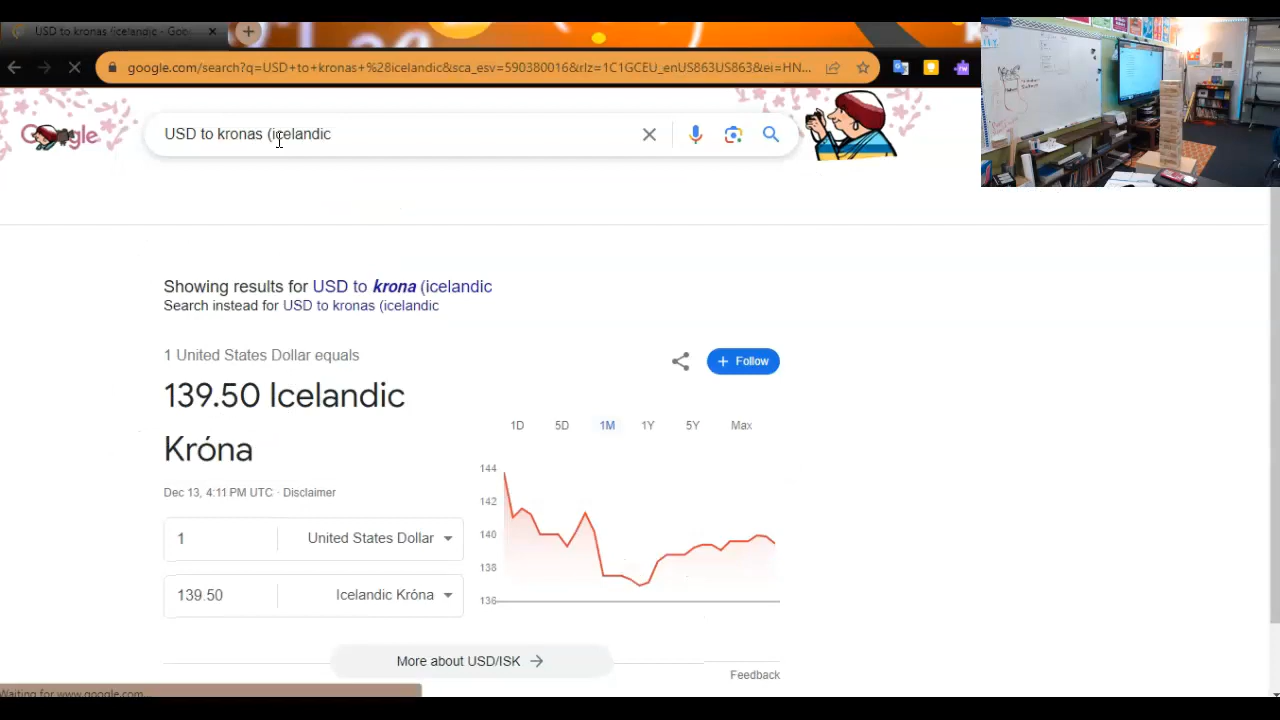 USD to kronas (icelandic - Goo
google.com/search?q=USD+to+kronas+%28icelandic&sca_esv=590380016&rlz=1C1GCEU_enUS863US863&ei=HN...
Google
USD to kronas (icelandic
Showing results for USD to krona (icelandic
Search instead for USD to kronas (icelandic
1 United States Dollar equals
Follow
139.50 Icelandic
Króna
1D 5D 1M 1Y 5Y Max
Dec 13, 4:11 PM UTC · Disclaimer
144
142
140
138
136
1 United States Dollar
139.50 Icelandic Króna
More about USD/ISK
Feedback
Waiting for www.google.com...